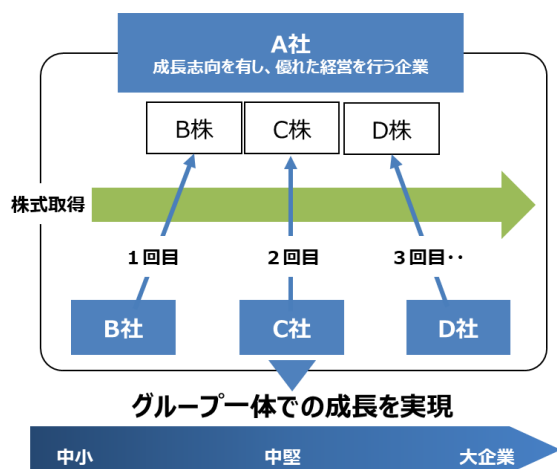 A社
成長志向を有し、優れた経営を行う企業
B株 C株 D株
株式取得
1回目 2回目 3回目‥
B社 C社 D社
グループ一体での成長を実現
中小 中堅 大企業